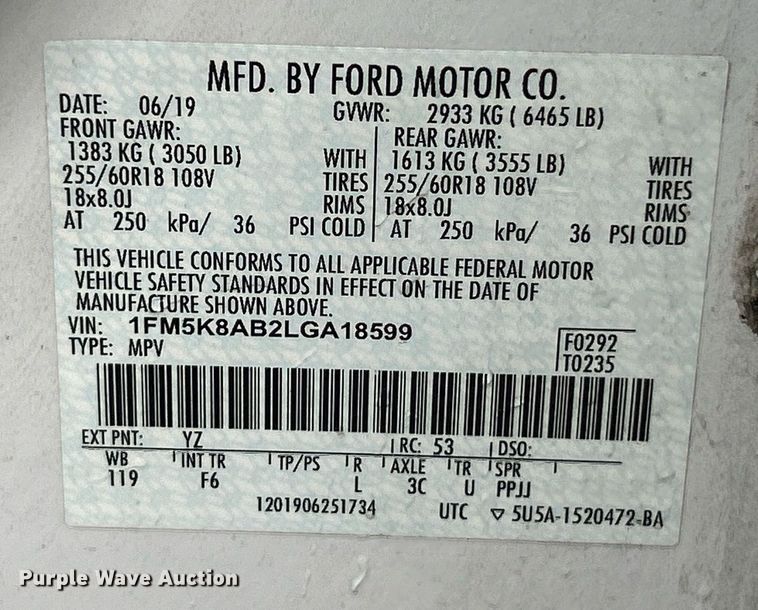 MFD. BY FORD MOTOR CO.
DATE: 06/19 GVWR: 2933 KG ( 6465 LB)
FRONT GAWR: REAR GAWR:
1383 KG ( 3050 LB) WITH 1613 KG ( 3555 LB) WITH
255/60R18 108V TIRES 255/60R18 108V TIRES
18x8.0J RIMS 18x8.0J RIMS
AT 250 kPa/ 36 PSI COLD AT 250 kPa/ 36 PSI COLD
THIS VEHICLE CONFORMS TO ALL APPLICABLE FEDERAL MOTOR
VEHICLE SAFETY STANDARDS IN EFFECT ON THE DATE OF
MANUFACTURE SHOWN ABOVE.
VIN: 1FM5K8AB2LGA18599 F0292
TYPE: MPV T0235
EXT PNT: YZ RC: 53 DSO:
WB INT TR TP/PS R AXLE TR SPR
119 F6 L 3C U PPJJ
1201906251734 UTC ▽ 5U5A-1520472-BA
Purple Wave Auction